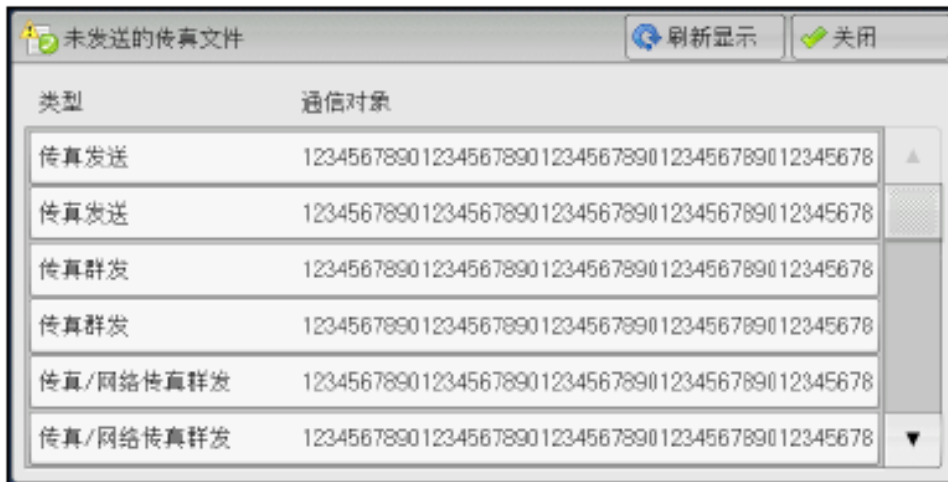 未发送的传真文件 刷新显示 关闭
类型 通信对象
传真发送 123456789012345678901234567890123456789012345678
传真发送 123456789012345678901234567890123456789012345678
传真群发 123456789012345678901234567890123456789012345678
传真群发 123456789012345678901234567890123456789012345678
传真/网络传真群发 123456789012345678901234567890123456789012345678
传真/网络传真群发 123456789012345678901234567890123456789012345678